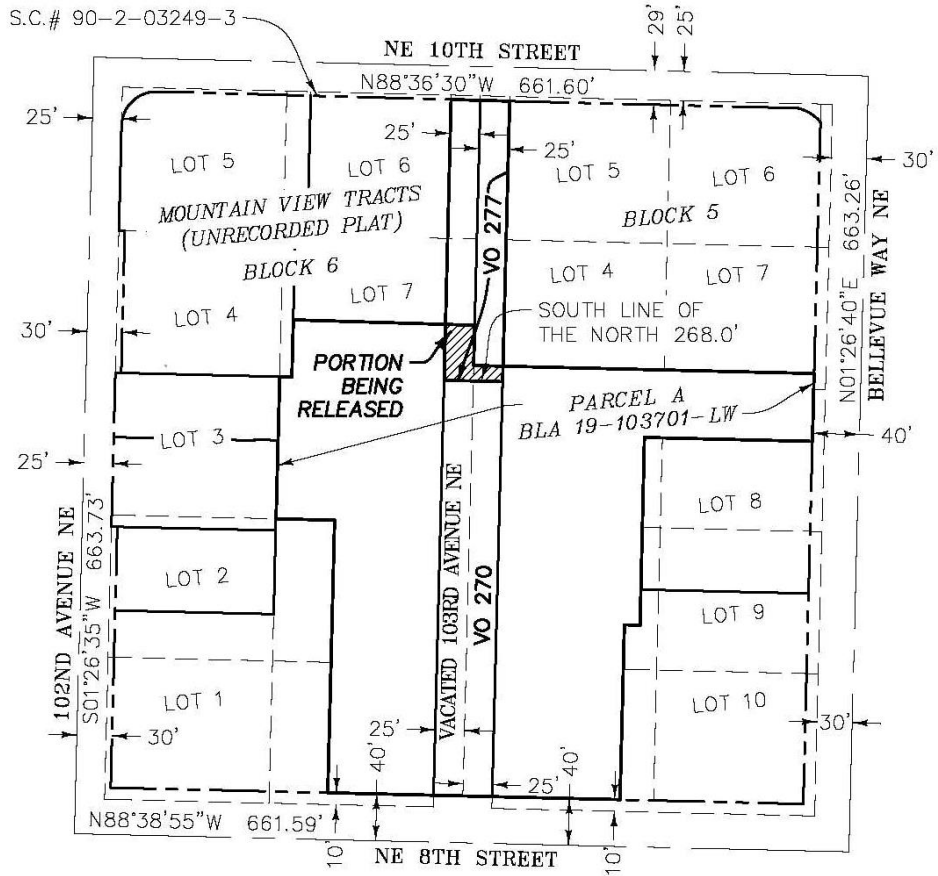 S.C.# 90-2-03249-3
NE 10TH STREET
29'
25'
N88°36'30"W 661.60'
25'
25'
25'
30'
LOT 5
LOT 6
LOT 5
LOT 6
MOUNTAIN VIEW TRACTS
(UNRECORDED PLAT)
BLOCK 6
VO 277
BLOCK 5
N01°26'40"E 663.26'
BELLEVUE WAY NE
LOT 4
LOT 7
LOT 4
LOT 7
30'
SOUTH LINE OF
THE NORTH 268.0'
PORTION
BEING
RELEASED
PARCEL A
BLA 19-103701-LW
LOT 3
40'
25'
102ND AVENUE NE
S01°26'35"W 663.73'
LOT 8
LOT 2
VACATED 103RD AVENUE NE
VO 270
LOT 9
LOT 1
LOT 10
30'
25'
40'
25'
40'
30'
N88°38'55"W 661.59'
10'
10'
NE 8TH STREET